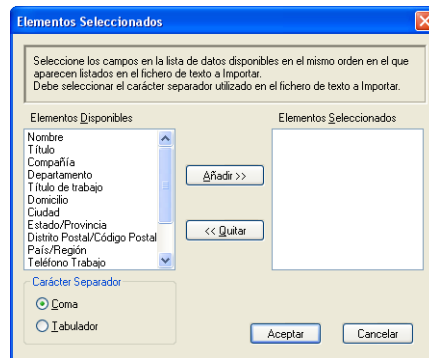 Elementos Seleccionados
Seleccione los campos en la lista de datos disponibles en el mismo orden en el que
aparecen listados en el fichero de texto a Importar.
Debe seleccionar el carácter separador utilizado en el fichero de texto a Importar.
Elementos Disponibles
Elementos Seleccionados
Nombre
Título
Compañía
Departamento
Título de trabajo
Domicilio
Ciudad
Estado/Provincia
Distrito Postal/Código Postal
País/Región
Teléfono Trabajo
Añadir >>
<< Quitar
Carácter Separador
Coma
Tabulador
Aceptar
Cancelar